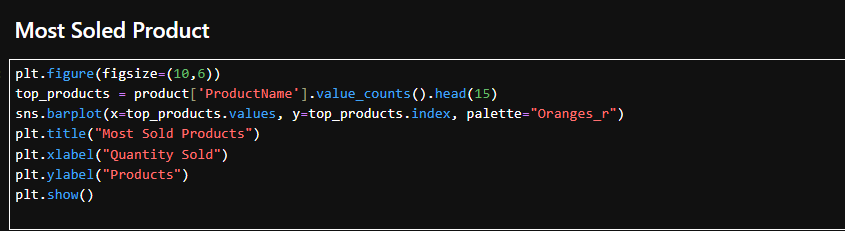 Most Soled Product
plt.figure(figsize=(10,6))
top_products = product['ProductName'].value_counts().head(15)
sns.barplot(x=top_products.values, y=top_products.index, palette="Oranges_r")
plt.title("Most Sold Products")
plt.xlabel("Quantity Sold")
plt.ylabel("Products")
plt.show()